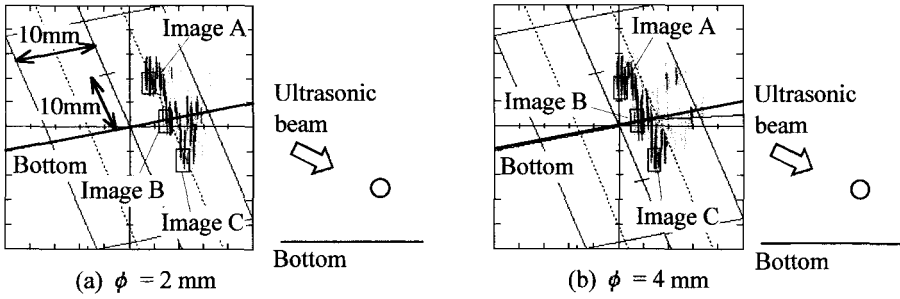 Image A
10mm
10mm
Bottom
Image B
Image C
Ultrasonic
beam
Bottom
(a) ϕ = 2 mm
Image A
Image B
Bottom
Image C
Ultrasonic
beam
Bottom
(b) ϕ = 4 mm